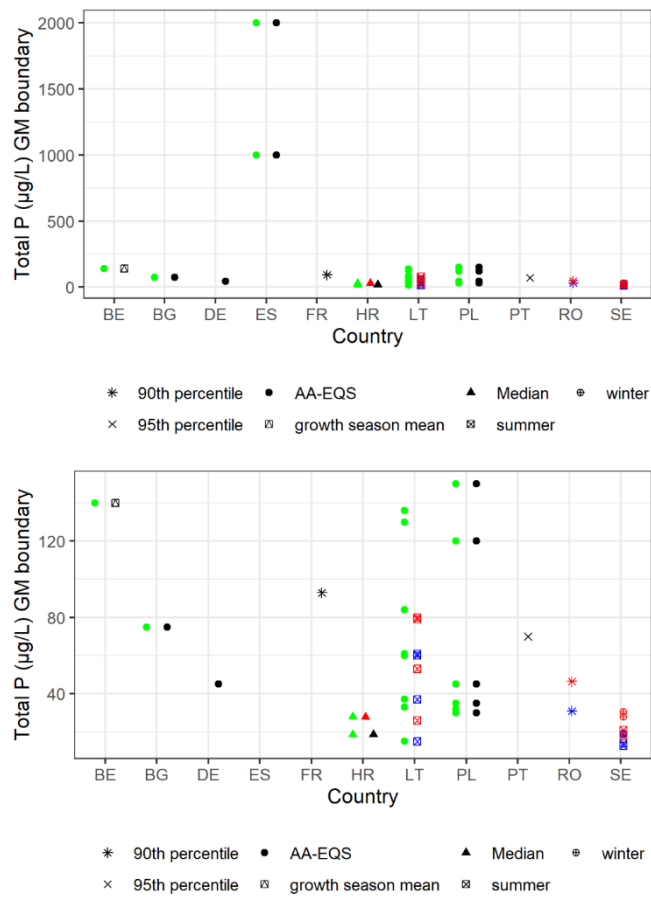 Total P (µg/L) GM boundary
2000
1500
1000
500
0
BE BG DE ES FR HR LT PL PT RO SE
Country
90th percentile AA-EQS Median winter
95th percentile growth season mean summer
Total P (µg/L) GM boundary
120
80
40
BE BG DE ES FR HR LT PL PT RO SE
Country
90th percentile AA-EQS Median winter
95th percentile growth season mean summer